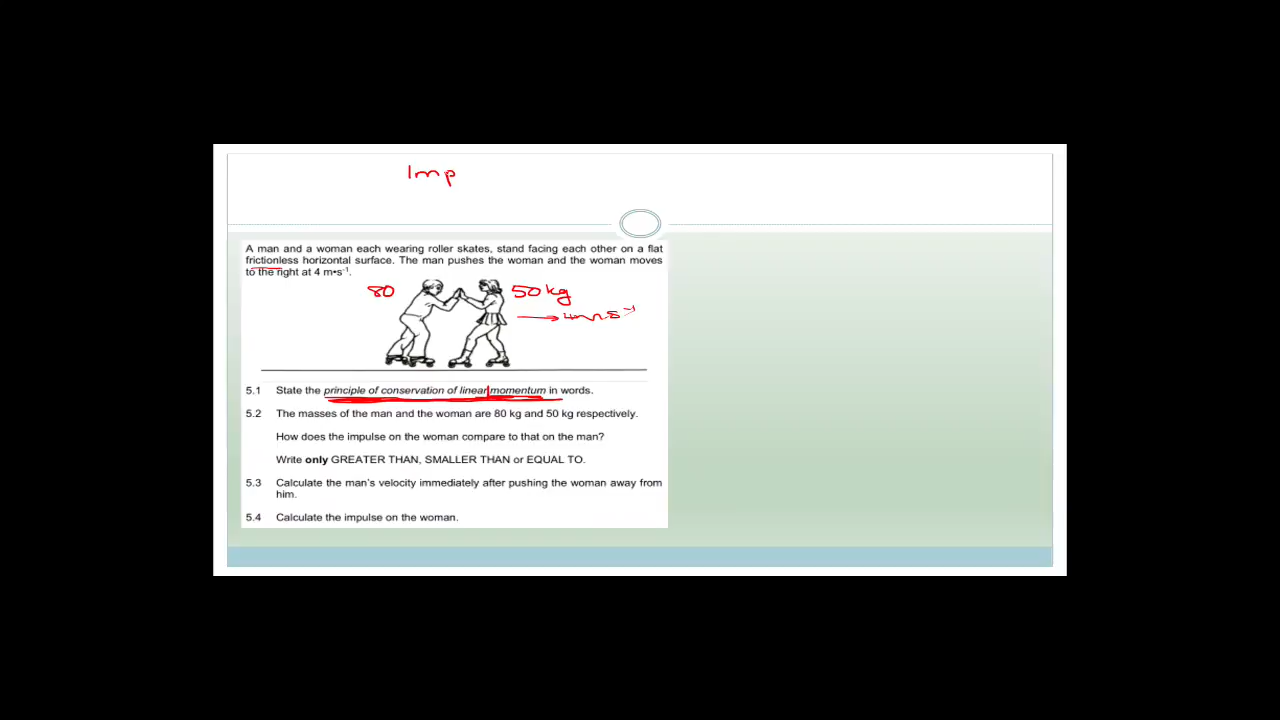 Imp
A man and a woman each wearing roller skates, stand facing each other on a flat
frictionless horizontal surface. The man pushes the woman and the woman moves
to the right at 4 m•s⁻¹.
80
50 kg
4m.s⁻¹
5.1 State the principle of conservation of linear momentum in words.
5.2 The masses of the man and the woman are 80 kg and 50 kg respectively.
How does the impulse on the woman compare to that on the man?
Write only GREATER THAN, SMALLER THAN or EQUAL TO.
5.3 Calculate the man's velocity immediately after pushing the woman away from
him.
5.4 Calculate the impulse on the woman.